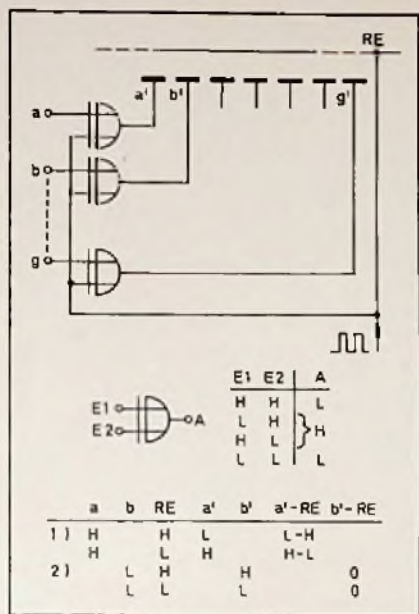 RE
a' b' g'
a
b
g
E1 E2 A
H H L
L H
H L
H
L L L
E1
E2
A
a b RE a' b' a'-RE b'-RE
1) H H L L-H
H L H H-L
2) L H H 0
L L L 0